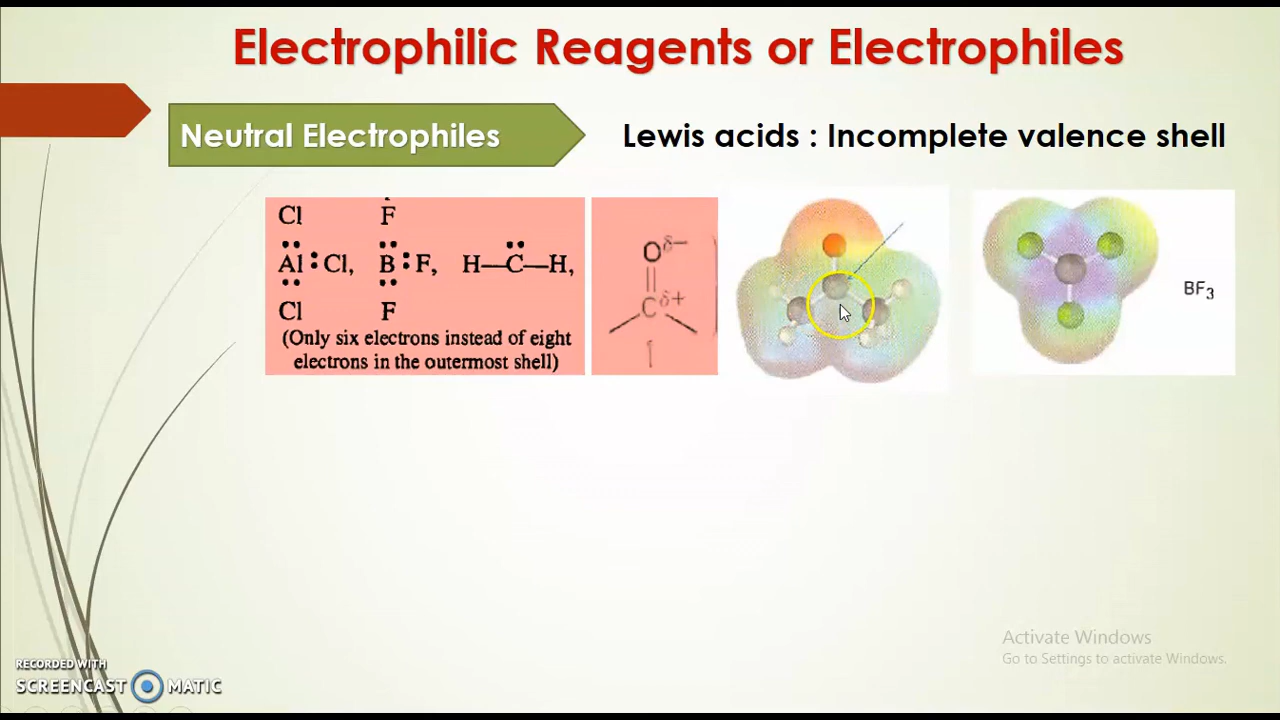 Electrophilic Reagents or Electrophiles
Neutral Electrophiles
Lewis acids : Incomplete valence shell
Cl F
Al : Cl, B : F, H—C—H,
Cl F
(Only six electrons instead of eight
electrons in the outermost shell)
O δ−
C δ+
BF₃
Activate Windows
Go to Settings to activate Windows.
RECORDED WITH
SCREENCAST MATIC